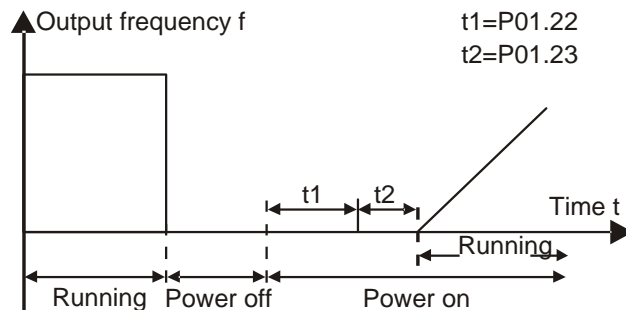 Output frequency f
t1=P01.22
t2=P01.23
t1
t2
Time t
Running
Running
Power off
Power on